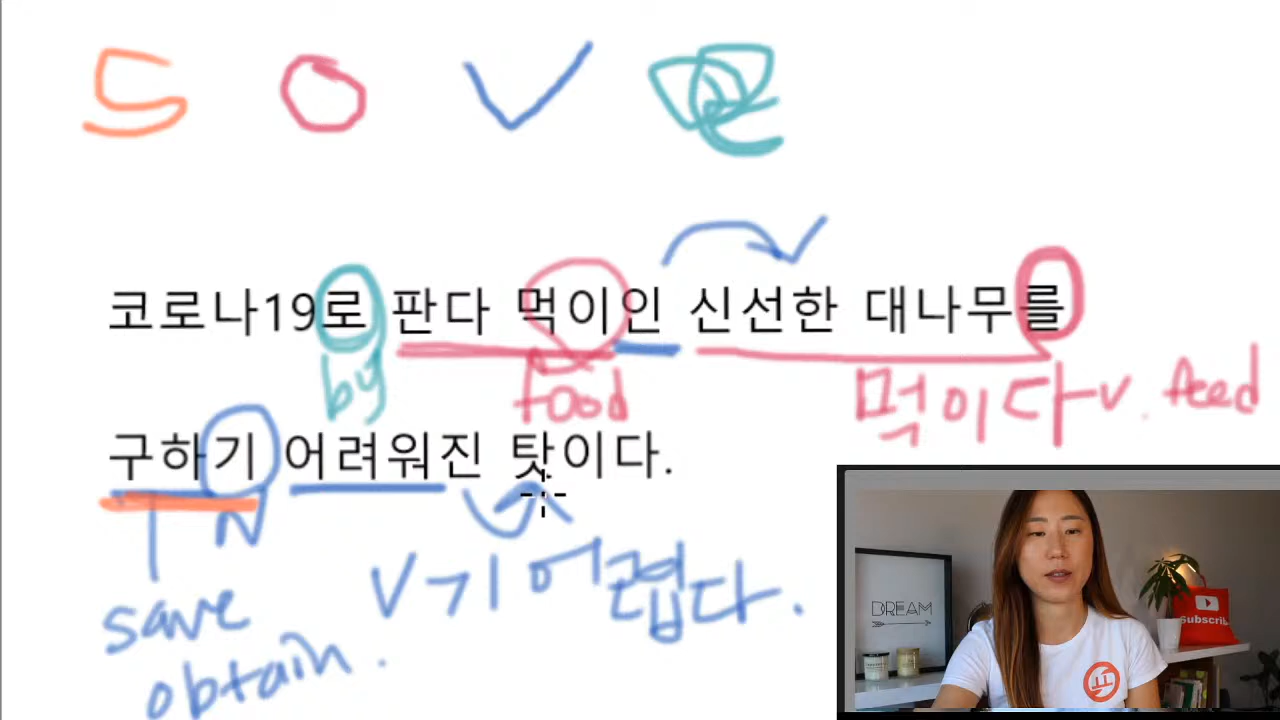 S O V
코로나19로 판다 먹이인 신선한 대나무를
by food 먹이다 v. feed
구하기 어려워진 탓이다.
N
save V기 어렵다.
obtain.
DREAM
Subscrib